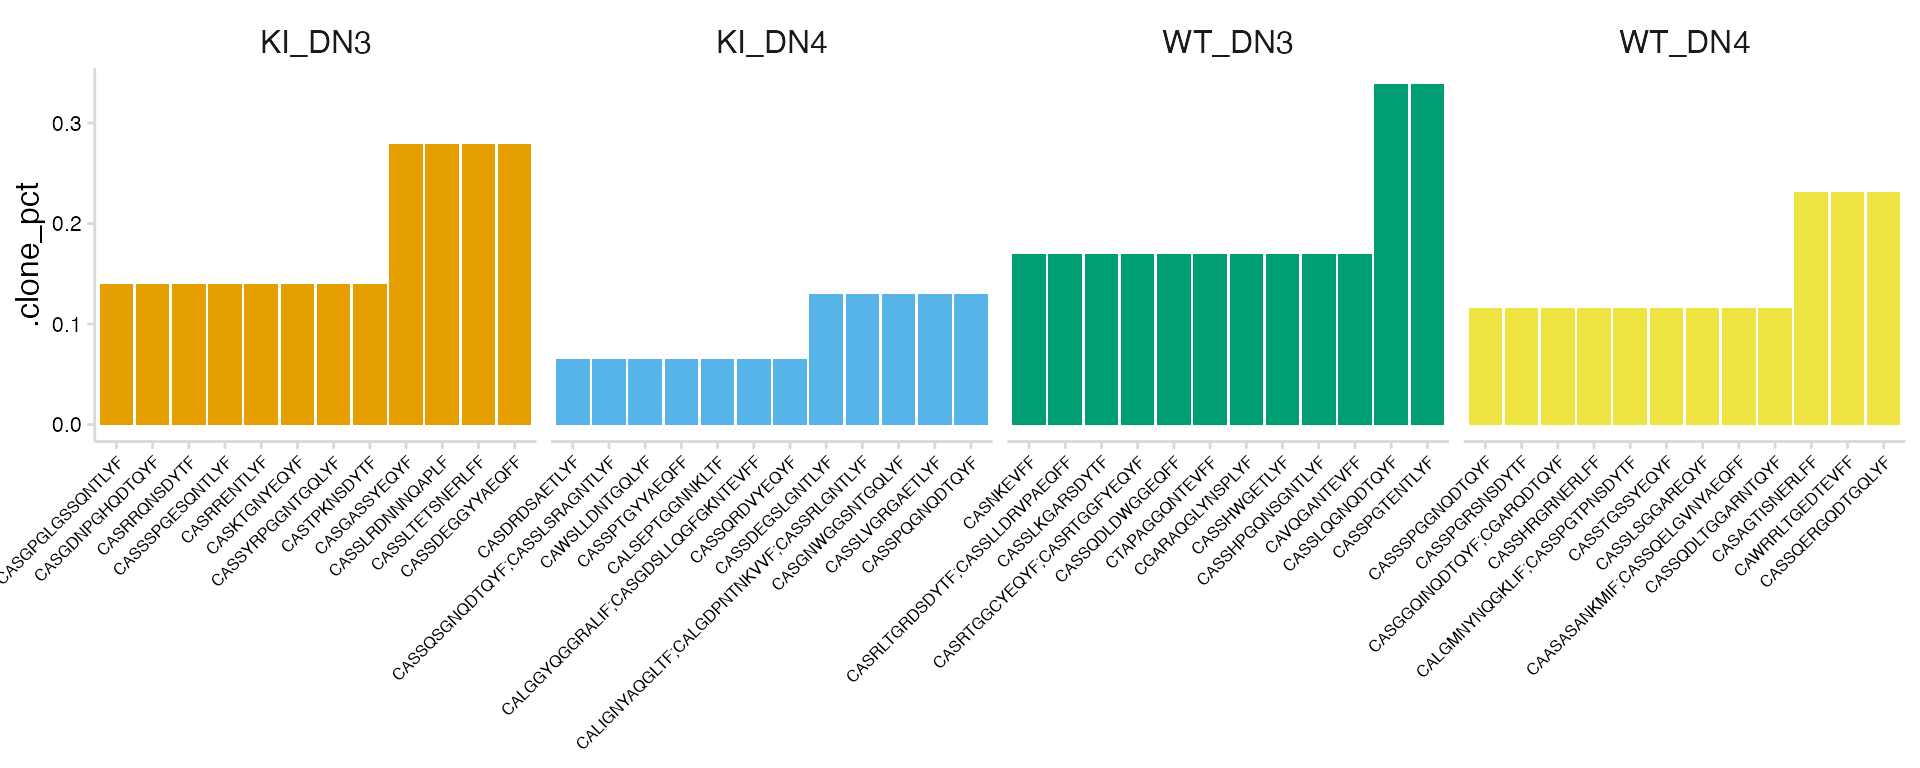 KI_DN3
KI_DN4
WT_DN3
WT_DN4
.clone_pct
0.3
0.2
0.1
0.0
CASGPGLGSSQNTLYF
CASGDNPGHQDTQYF
CASRRQNSDYTF
CASSSPGESQNTLYF
CASRRENTLYF
CASKTGNYEQYF
CASSYRPGGNTGQLYF
CASTPKNSDYTF
CASGASSYEQYF
CASSLRDNNNQAPLF
CASSLTETSNERLFF
CASSDEGGYYAEQFF
CASDRDSAETLYF
CASSQSGNQDTQYF;CASSLSRAGNTLYF
CAWSLLDNTGQLYF
CASSPTGYYAEQFF
CALSEPTGGNNKLTF
CALGGYQGGRALIF;CASGDSLLQGFGKNTEVFF
CASSQRDVYEQYF
CASSDEGSLGNTLYF
CALIGNYAQGLTF;CALGDPNTNKVVF;CASSRLGNTLYF
CASGNWGGSNTGQLYF
CASSLVGRGAETLYF
CASSPQGNQDTQYF
CASNKEVFF
CASRLTGRDSDYTF;CASSLLDRVPAEQFF
CASSLKGARSDYTF
CASRTGGCYEQYF;CASRTGGFYEQYF
CASSQDLDWGGEQFF
CTAPAGGQNTEVFF
CGARAQGLYNSPLYF
CASSHWGETLYF
CASSHPGQNSGNTLYF
CAVQGANTEVFF
CASSLQGNQDTQYF
CASSPGTENTLYF
CASSSPGGNQDTQYF
CASSPGRSNSDYTF
CASGGQINQDTQYF;CGARQDTQYF
CASSHRGRNERLFF
CALGMNYNQGKLIF;CASSPGTPNSDYTF
CASSTGSSYEQYF
CASSLSGGAREQYF
CAASASANKMIF;CASSQELGVNYAEQFF
CASSQDLTGGARNTQYF
CASAGTISNERLFF
CAWRRLTGEDTEVFF
CASSQERGQDTGQLYF